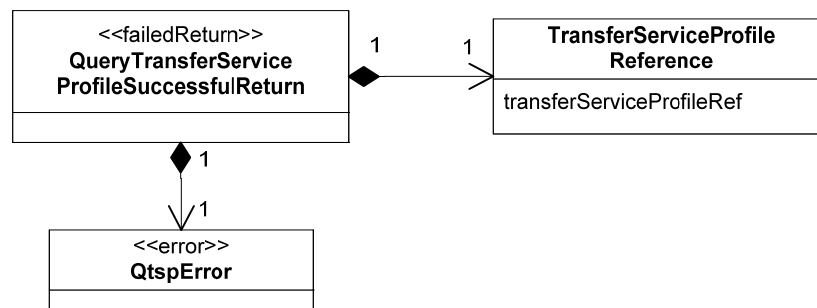 <<failedReturn>>
QueryTransferService
ProfileSuccessfulReturn
1
1
TransferServiceProfile
Reference
transferServiceProfileRef
1
1
<<error>>
QtspError